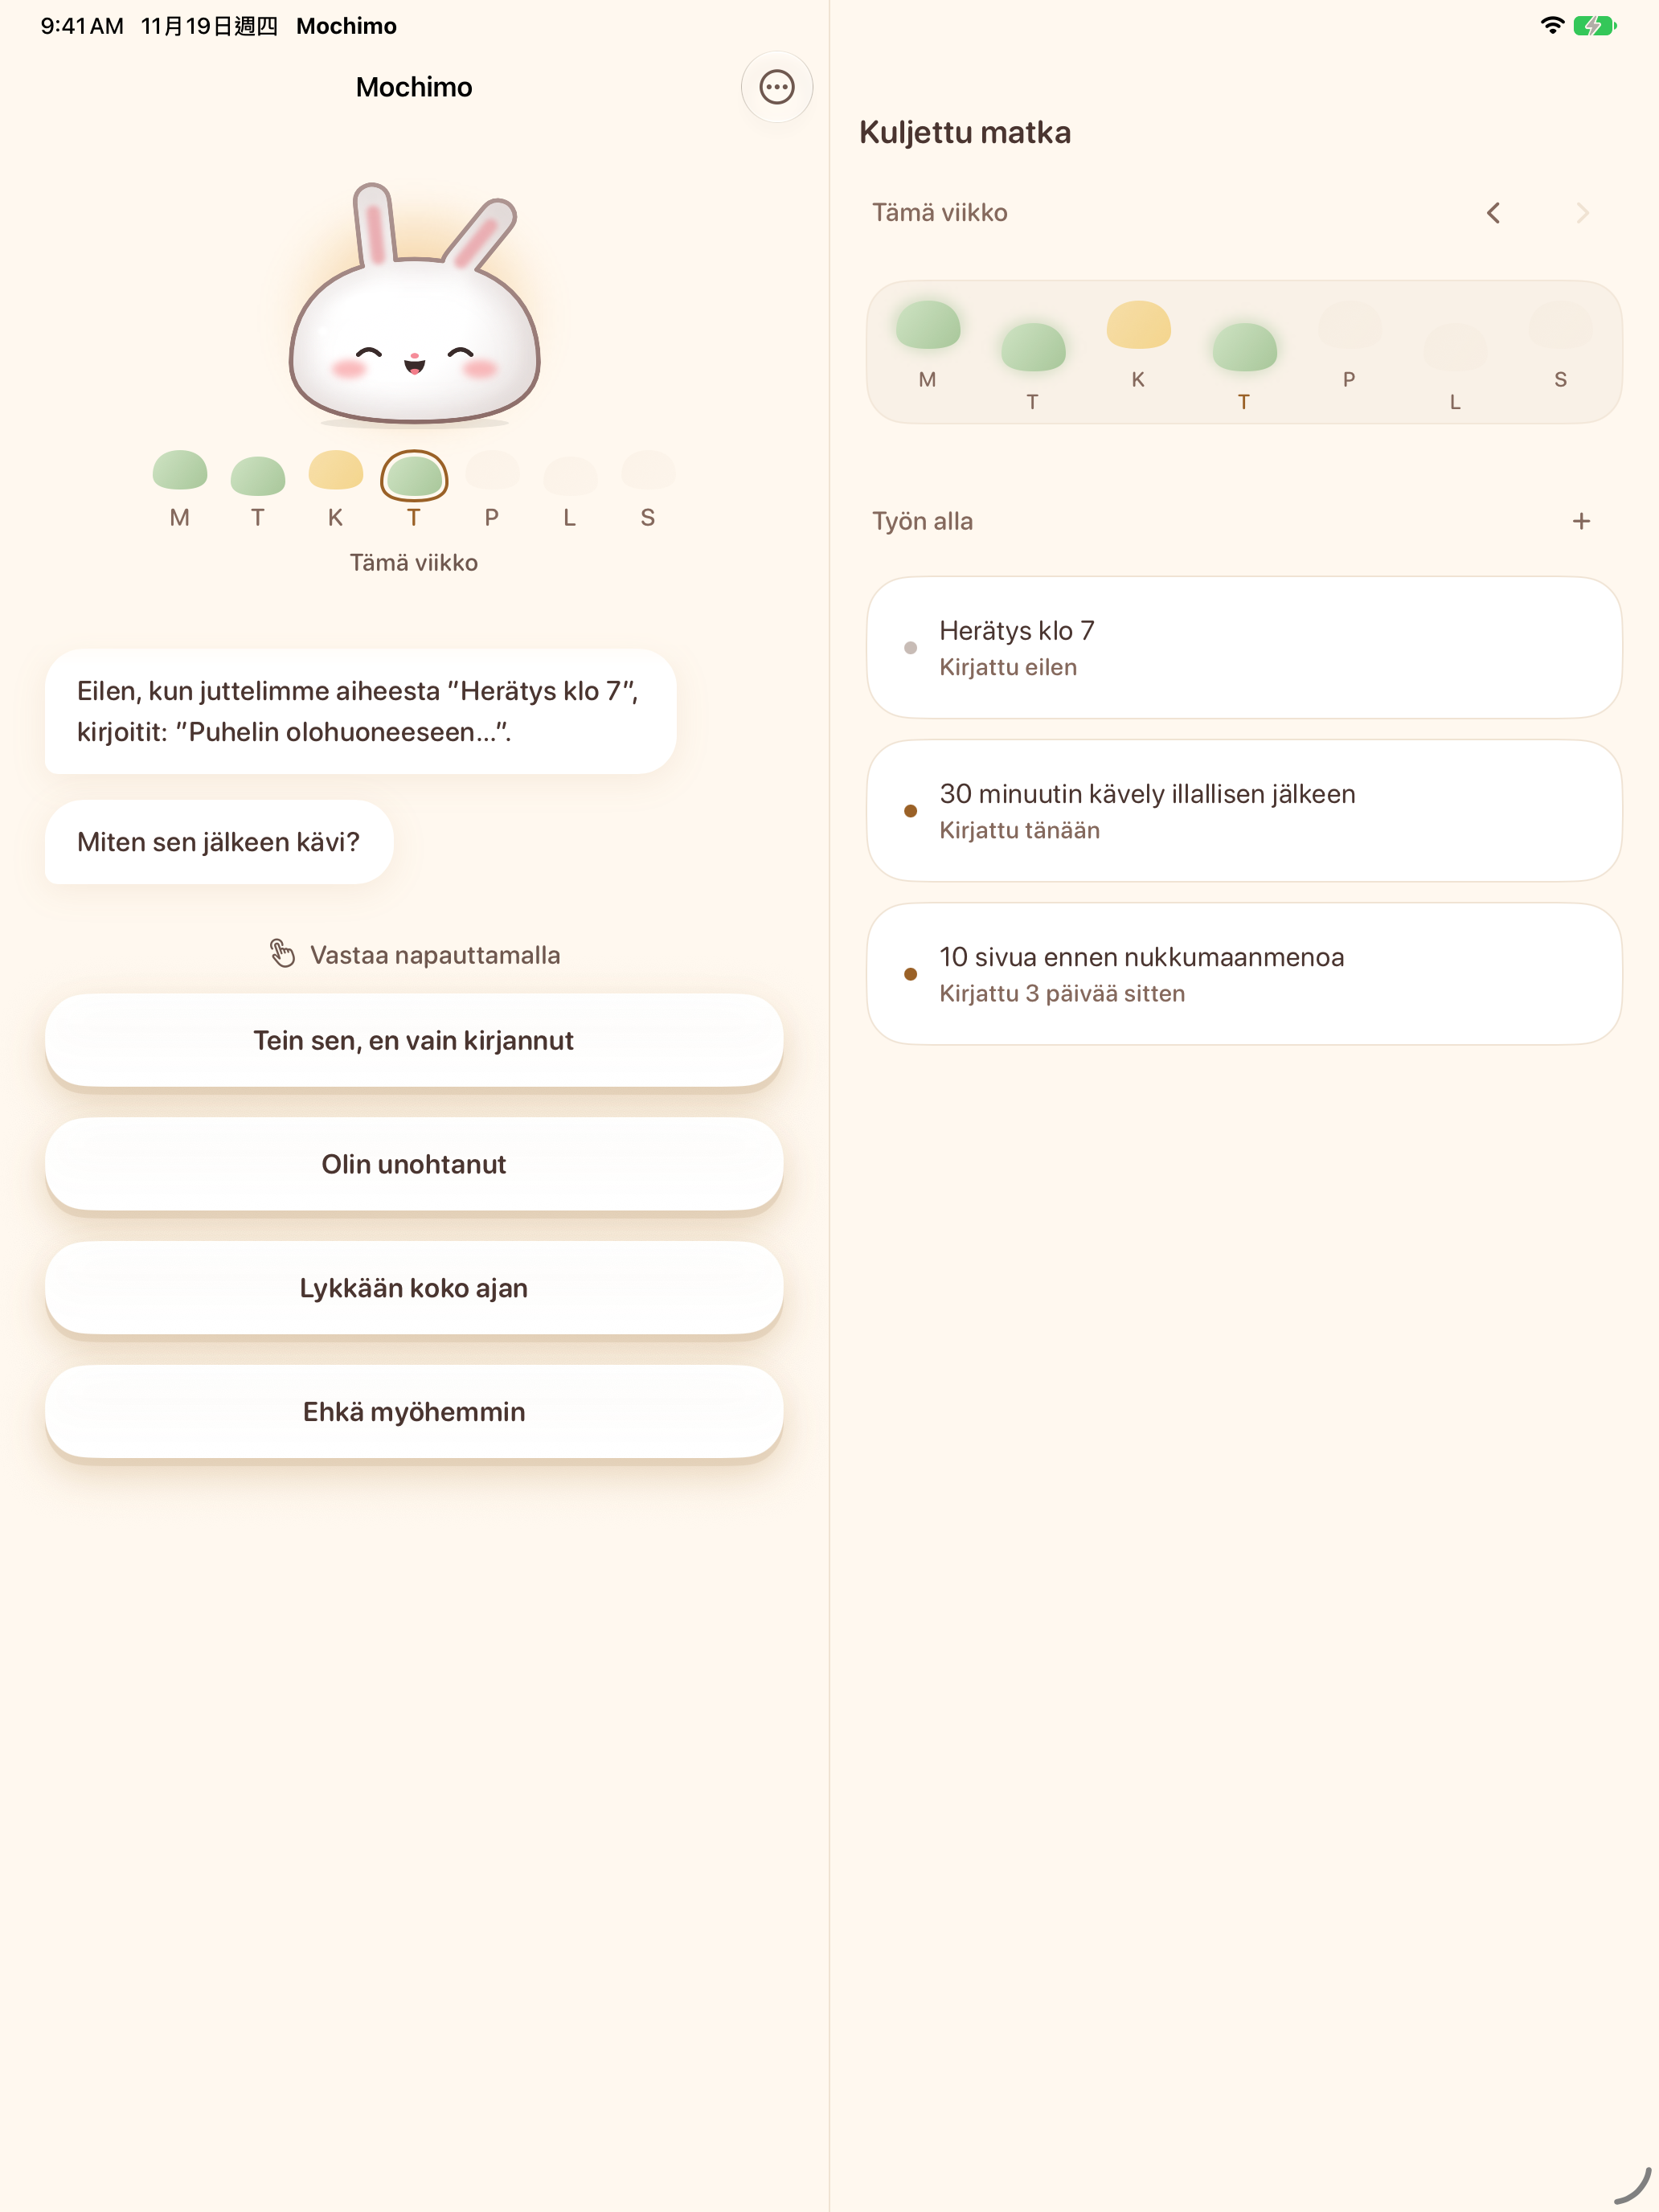 9:41 AM 11月19日週四 Mochimo
Mochimo
M T K T P L S
Tämä viikko
Eilen, kun juttelimme aiheesta ”Herätys klo 7”,
kirjoitit: ”Puhelin olohuoneeseen…”.
Miten sen jälkeen kävi?
Vastaa napauttamalla
Tein sen, en vain kirjannut
Olin unohtanut
Lykkään koko ajan
Ehkä myöhemmin
Kuljettu matka
Tämä viikko
M T K T P L S
Työn alla
Herätys klo 7
Kirjattu eilen
30 minuutin kävely illallisen jälkeen
Kirjattu tänään
10 sivua ennen nukkumaanmenoa
Kirjattu 3 päivää sitten